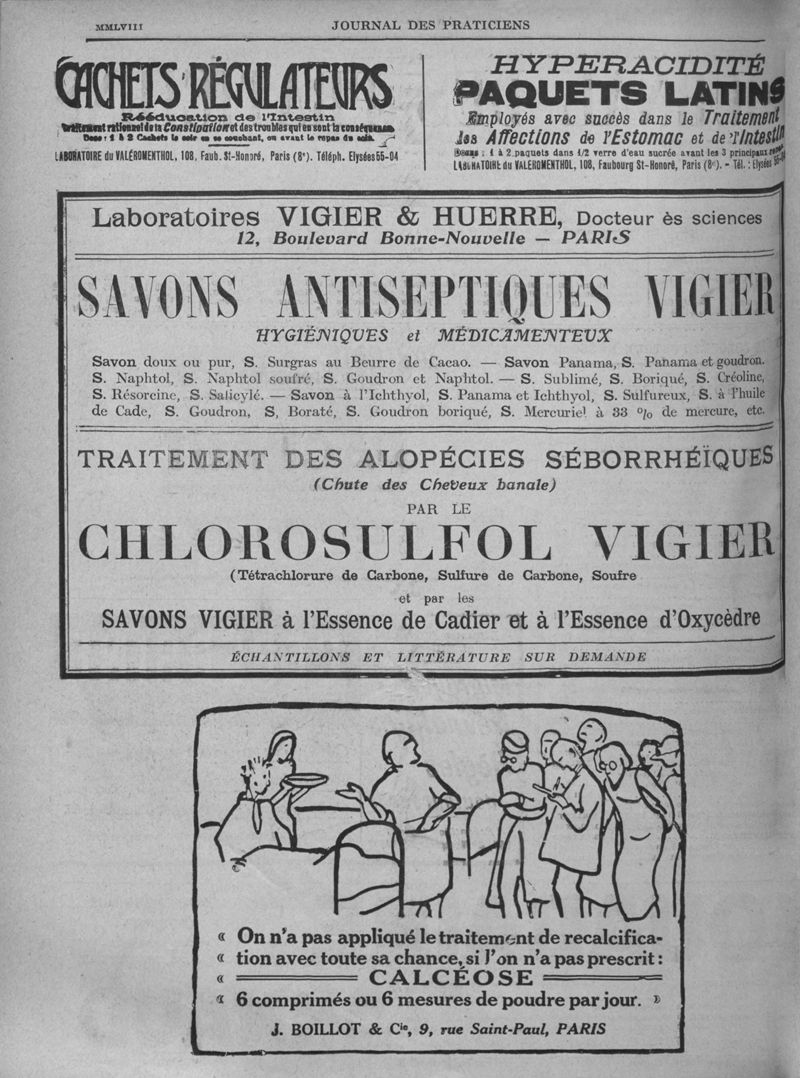 MMLVIII
JOURNAL DES PRATICIENS
CACHETS RÉGULATEURS
Rééducation de l'Intestin
Traitement rationnel de la Constipation et des troubles qui en sont la conséquence
Dose : 1 à 2 Cachets le soir en se couchant, ou avant le repas du soir.
LABORATOIRE du VALÉROMENTHOL, 108, Faub. St-Honoré, Paris (8e). Téléph. Elysées 55-04
HYPERACIDITÉ
PAQUETS LATINS
Employés avec succès dans le Traitement
des Affections de l'Estomac et de l'Intestin
Doses : 1 à 2 paquets dans 1/2 verre d'eau sucrée avant les 3 principaux repas
LABORATOIRE du VALEROMENTHOL, 108, Faubourg St-Honoré, Paris (8e). - Tél. : Elysées 55-04
Laboratoires VIGIER & HUERRE, Docteur ès sciences
12, Boulevard Bonne-Nouvelle — PARIS
SAVONS ANTISEPTIQUES VIGIER
HYGIÉNIQUES et MÉDICAMENTEUX
Savon doux ou pur, S. Surgras au Beurre de Cacao. — Savon Panama, S. Panama et goudron.
S. Naphtol, S. Naphtol soufré, S. Goudron et Naphtol. — S. Sublimé, S. Boriqué, S. Créoline,
S. Résorcine, S. Salicylé. — Savon à l'Ichthyol, S. Panama et Ichthyol, S. Sulfureux, S. à l'huile
de Cade, S. Goudron, S, Boraté, S. Goudron boriqué, S. Mercuriel à 33 % de mercure, etc.
TRAITEMENT DES ALOPÉCIES SÉBORRHÉÏQUES
(Chute des Cheveux banale)
PAR LE
CHLOROSULFOL VIGIER
(Tétrachlorure de Carbone, Sulfure de Carbone, Soufre
et par les
SAVONS VIGIER à l'Essence de Cadier et à l'Essence d'Oxycèdre
ÉCHANTILLONS ET LITTÉRATURE SUR DEMANDE
« On n'a pas appliqué le traitement de recalcifica-
« tion avec toute sa chance, si l'on n'a pas prescrit :
« CALCÉOSE
« 6 comprimés ou 6 mesures de poudre par jour. »
J. BOILLOT & Cie, 9, rue Saint-Paul, PARIS